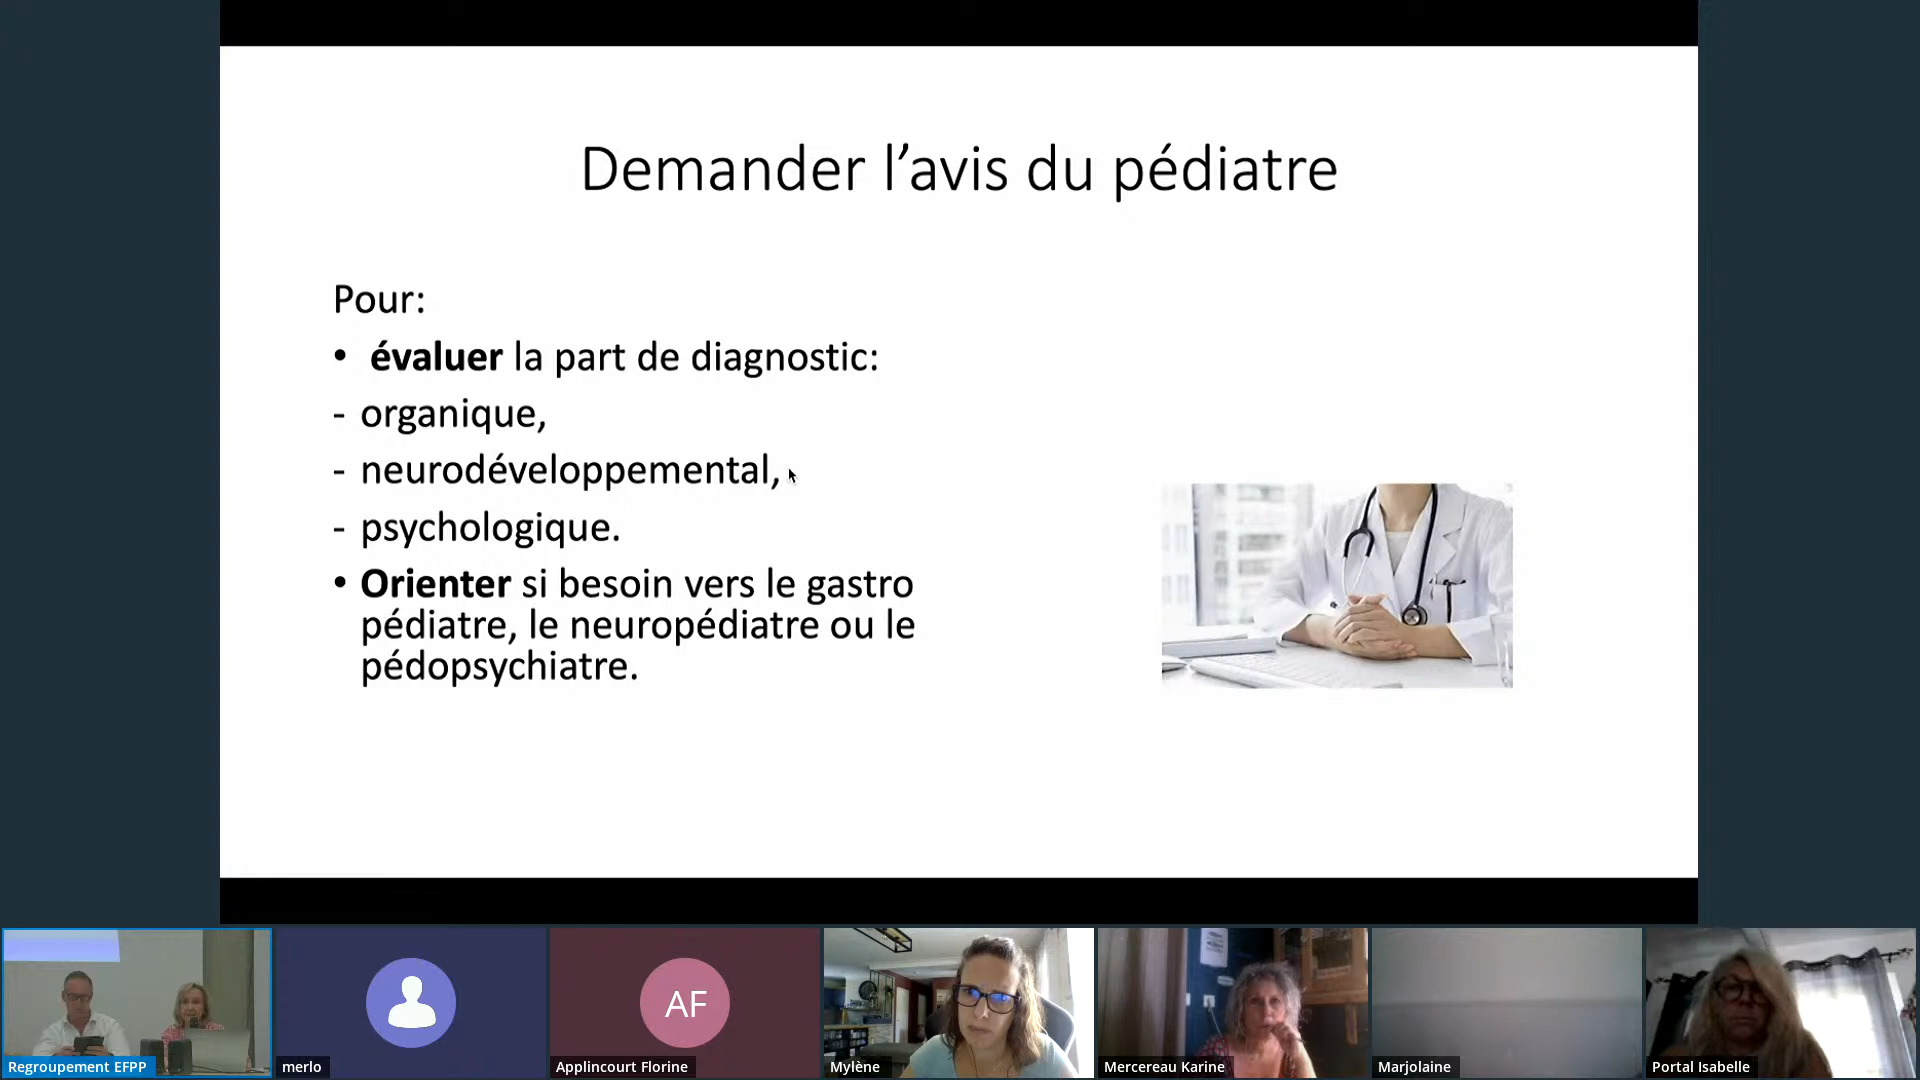 Demander l’avis du pédiatre
Pour:
• évaluer la part de diagnostic:
- organique,
- neurodéveloppemental,
- psychologique.
• Orienter si besoin vers le gastro
pédiatre, le neuropédiatre ou le
pédopsychiatre.
AF
Regroupement EFPP
merlo
Applincourt Florine
Mylène
Mercereau Karine
Marjolaine
Portal Isabelle